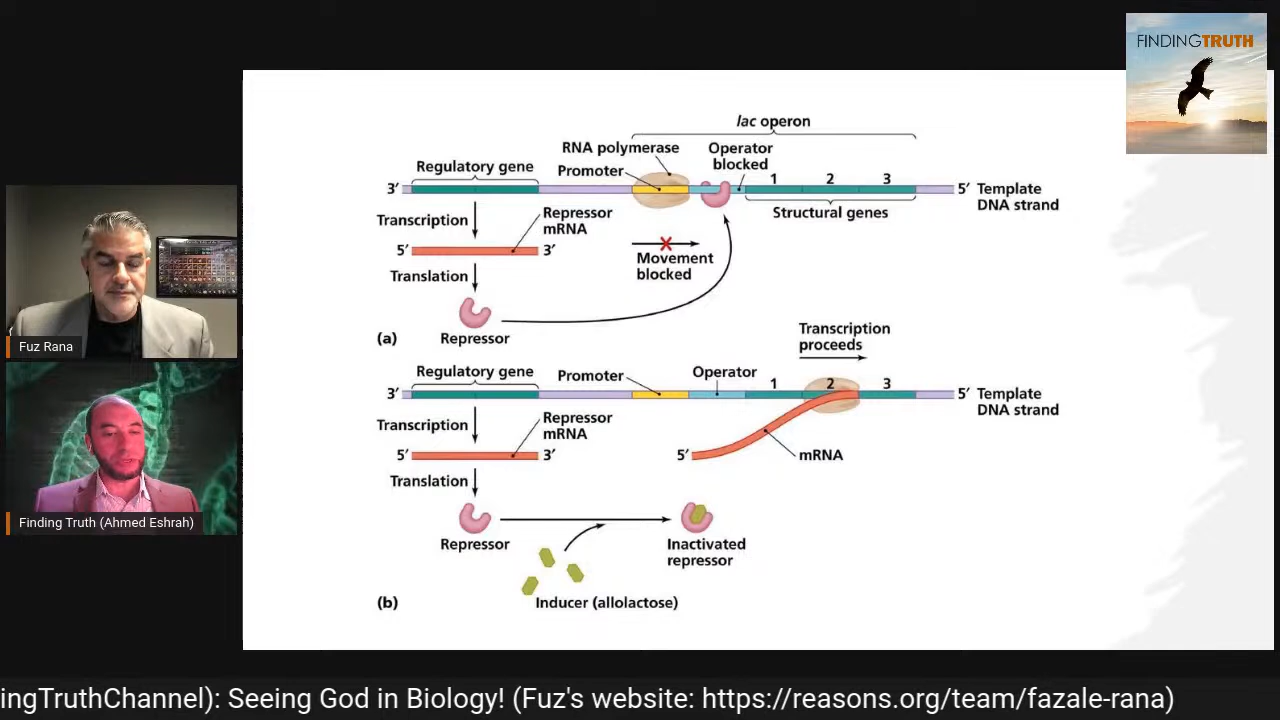 FINDINGTRUTH
lac operon
RNA polymerase
Operator
blocked
Regulatory gene
Promoter
1
2
3
3′
5′
Template
DNA strand
Structural genes
Transcription
Repressor
mRNA
5′
3′
Movement
blocked
Translation
(a)
Repressor
Transcription
proceeds
Regulatory gene
Promoter
Operator
1
2
3
3′
5′
Template
DNA strand
Transcription
Repressor
mRNA
5′
3′
5′
mRNA
Translation
Repressor
Inactivated
repressor
(b)
Inducer (allolactose)
Fuz Rana
Finding Truth (Ahmed Eshrah)
ingTruthChannel): Seeing God in Biology! (Fuz's website: https://reasons.org/team/fazale-rana)